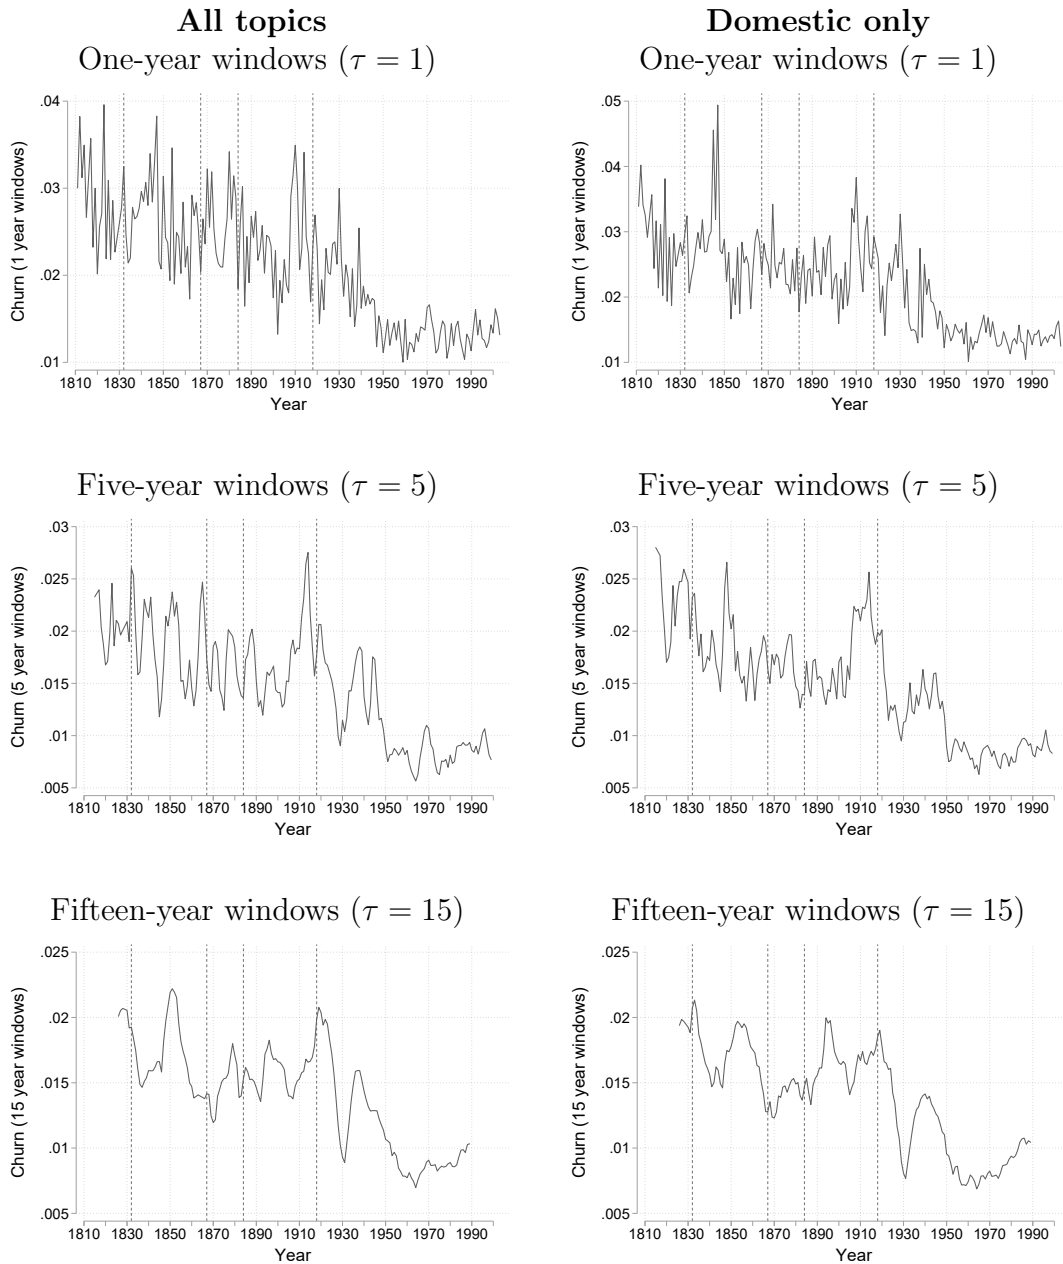 All topics
One-year windows (τ = 1)
Churn (1 year windows)
.04
.03
.02
.01
1810 1830 1850 1870 1890 1910 1930 1950 1970 1990
Year
Domestic only
One-year windows (τ = 1)
Churn (1 year windows)
.05
.04
.03
.02
.01
1810 1830 1850 1870 1890 1910 1930 1950 1970 1990
Year
Five-year windows (τ = 5)
Churn (5 year windows)
.03
.025
.02
.015
.01
.005
1810 1830 1850 1870 1890 1910 1930 1950 1970 1990
Year
Five-year windows (τ = 5)
Churn (5 year windows)
.03
.025
.02
.015
.01
.005
1810 1830 1850 1870 1890 1910 1930 1950 1970 1990
Year
Fifteen-year windows (τ = 15)
Churn (15 year windows)
.025
.02
.015
.01
.005
1810 1830 1850 1870 1890 1910 1930 1950 1970 1990
Year
Fifteen-year windows (τ = 15)
Churn (15 year windows)
.025
.02
.015
.01
.005
1810 1830 1850 1870 1890 1910 1930 1950 1970 1990
Year